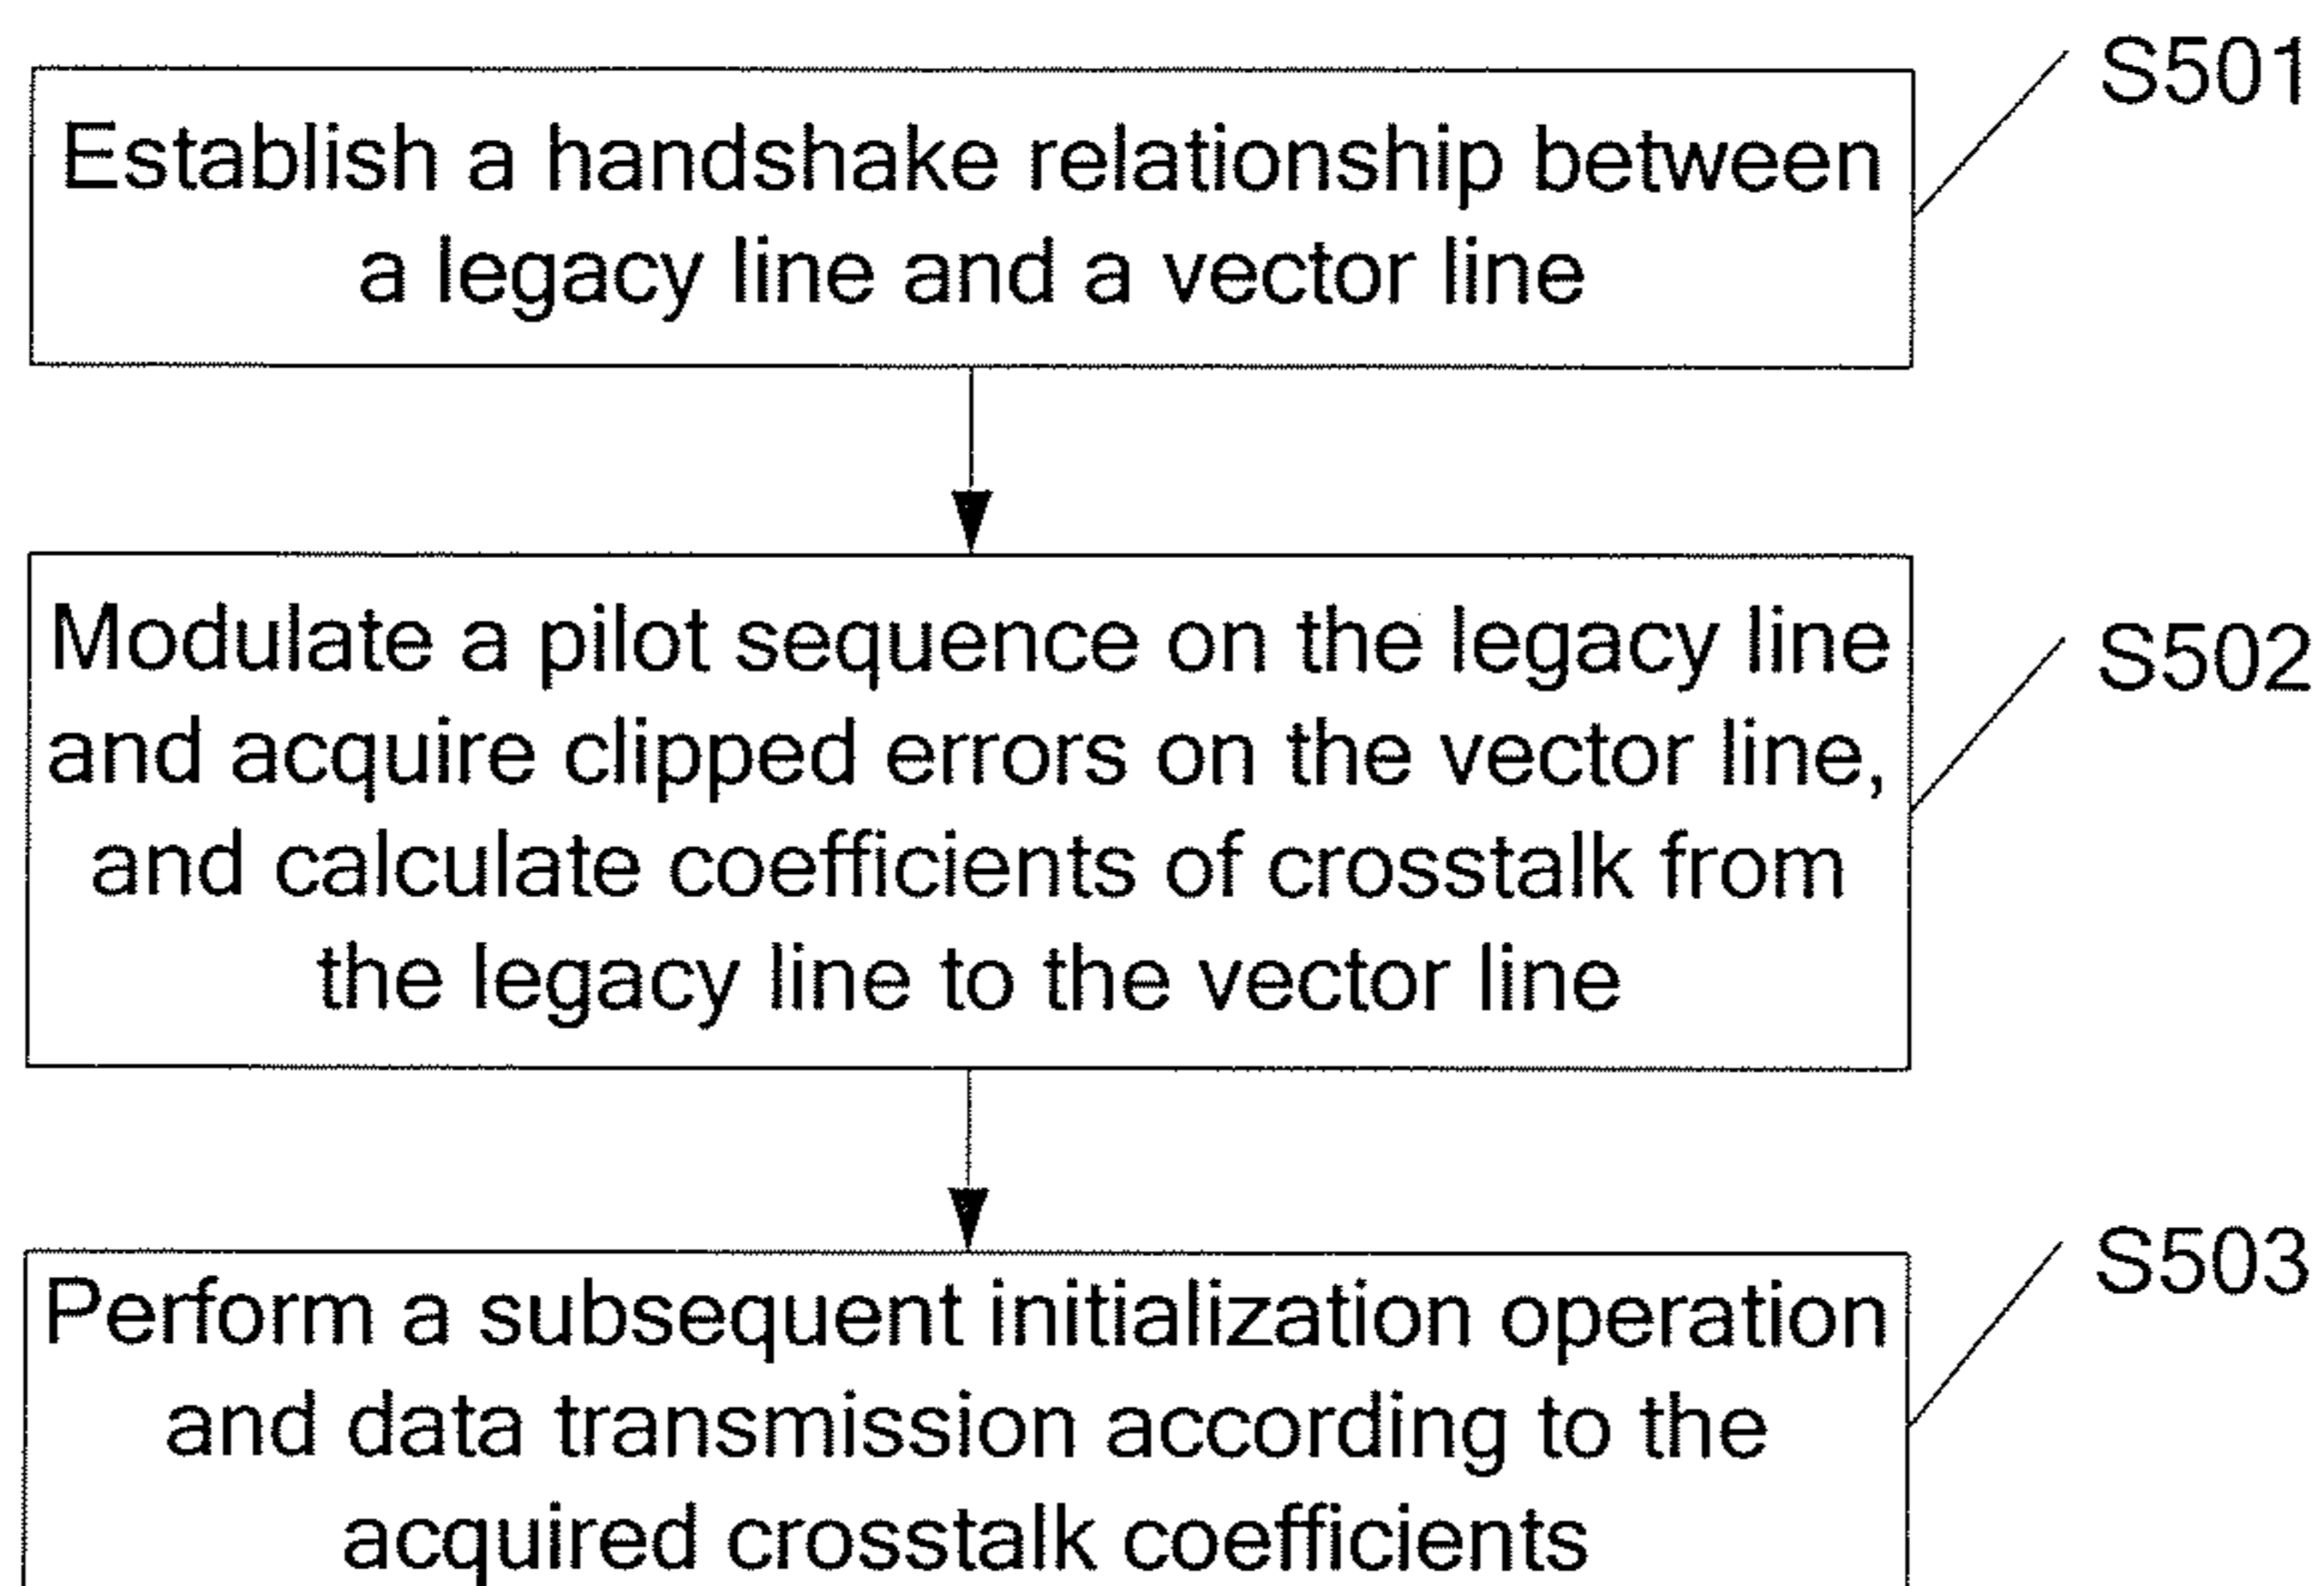 S501
Establish a handshake relationship between
a legacy line and a vector line
S502
Modulate a pilot sequence on the legacy line
and acquire clipped errors on the vector line,
and calculate coefficients of crosstalk from
the legacy line to the vector line
S503
Perform a subsequent initialization operation
and data transmission according to the
acquired crosstalk coefficients